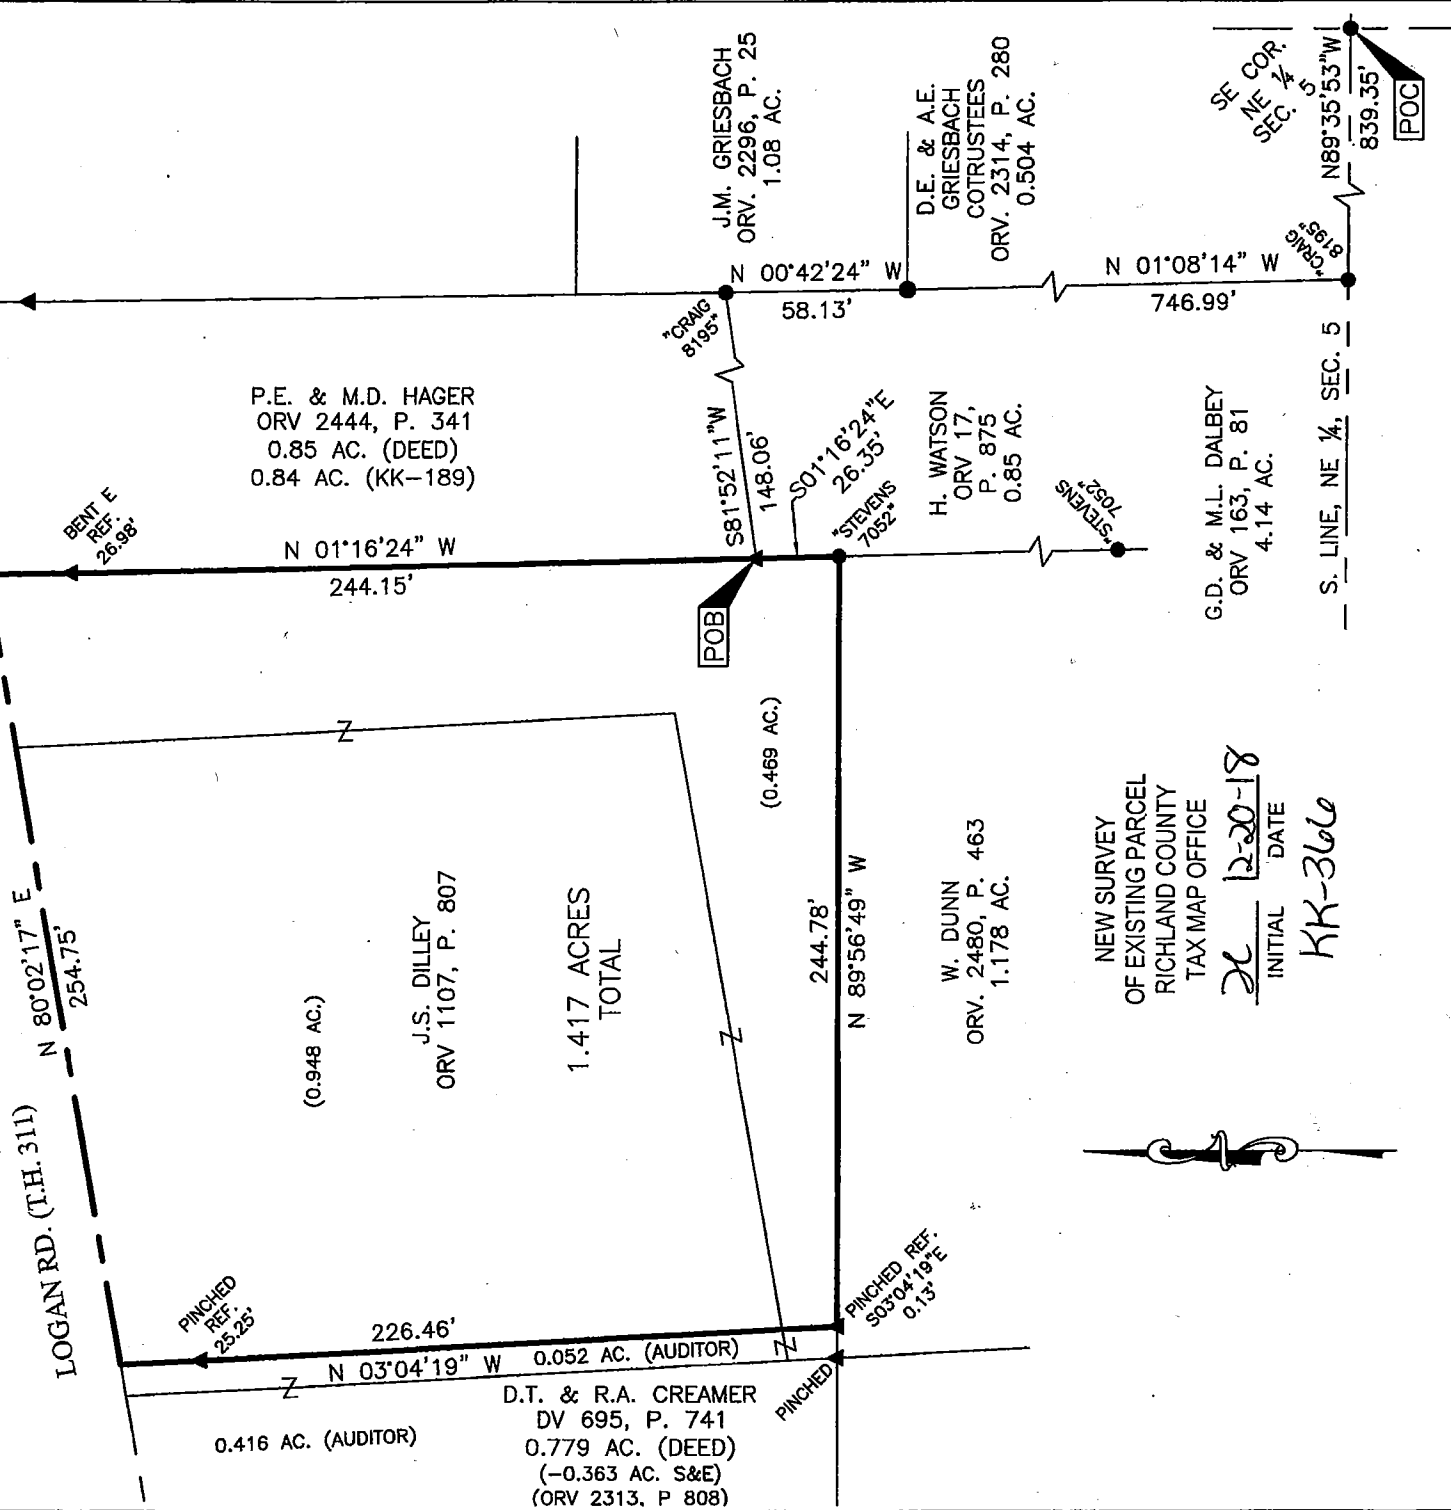 J.M. GRIESBACH
ORV. 2296, P. 25
1.08 AC.
D.E. & A.E.
GRIESBACH
COTRUSTEES
ORV. 2314, P. 280
0.504 AC.
SE COR.
NE ¼
SEC. 5
N89°35'53"W
839.35'
POC
N 00°42'24" W
58.13'
N 01°08'14" W
746.99'
"CRAIG
8195"
"CRAIG
8195"
P.E. & M.D. HAGER
ORV 2444, P. 341
0.85 AC. (DEED)
0.84 AC. (KK-189)
S81°52'11"W
148.06'
S01°16'24"E
26.35'
"STEVENS
7052"
H. WATSON
ORV 17,
P. 875
0.85 AC.
"STEVENS
7052"
G.D. & M.L. DALBEY
ORV 163, P. 81
4.14 AC.
S. LINE, NE ¼, SEC. 5
BENT E
REF.
26.98'
N 01°16'24" W
244.15'
POB
(0.469 AC.)
N 80°02'17" E
254.75'
LOGAN RD. (T.H. 311)
(0.948 AC.)
J.S. DILLEY
ORV 1107, P. 807
1.417 ACRES
TOTAL
244.78'
N 89°56'49" W
W. DUNN
ORV. 2480, P. 463
1.178 AC.
NEW SURVEY
OF EXISTING PARCEL
RICHLAND COUNTY
TAX MAP OFFICE
12-20-18
INITIAL DATE
KK-366
PINCHED
REF.
25.25'
226.46'
N 03°04'19" W
0.052 AC. (AUDITOR)
PINCHED REF.
S03°04'19"E
0.13'
PINCHED
0.416 AC. (AUDITOR)
D.T. & R.A. CREAMER
DV 695, P. 741
0.779 AC. (DEED)
(-0.363 AC. S&E)
(ORV 2313, P 808)